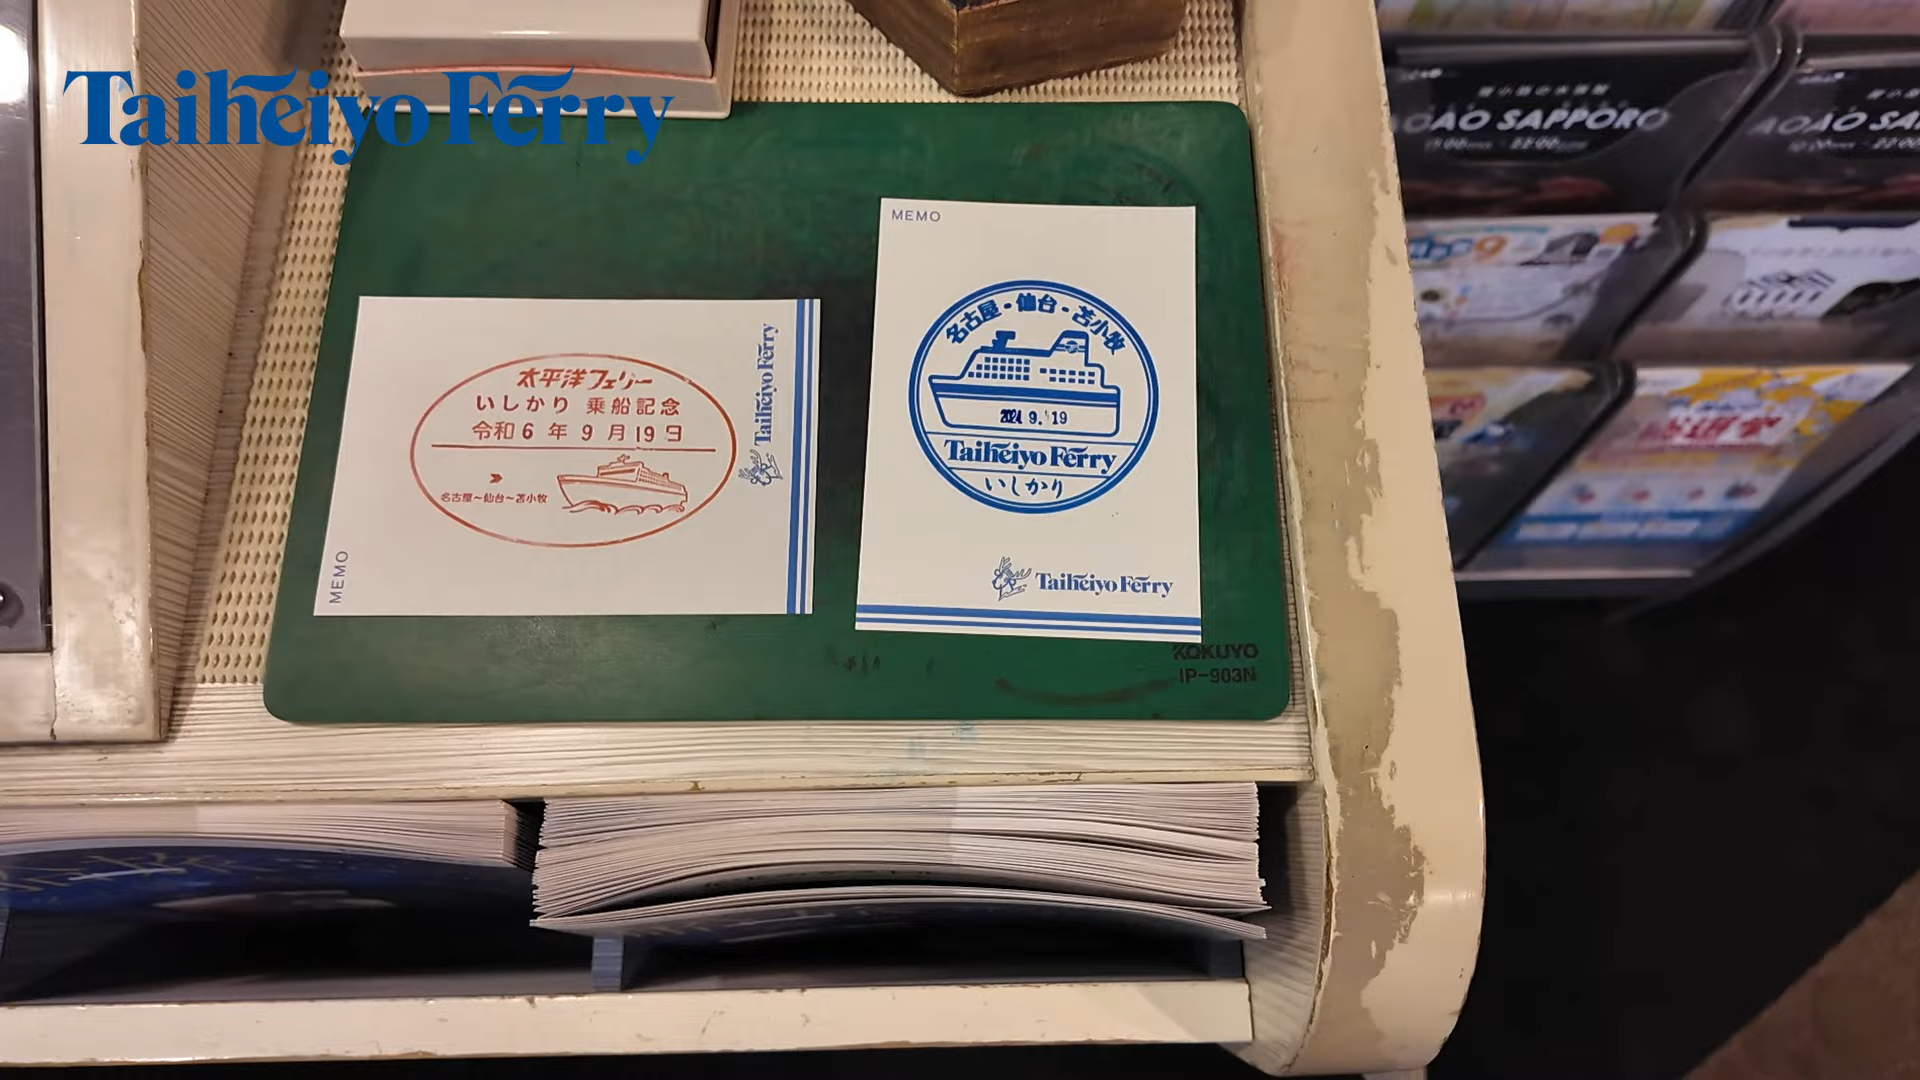 Taiheiyo Ferry
太平洋フェリー
いしかり 乗船記念
令和6年9月19日
名古屋~仙台~苫小牧
Taiheiyo Ferry
MEMO
MEMO
名古屋・仙台・苫小牧
2024 9. 19
Taiheiyo Ferry
いしかり
Taiheiyo Ferry
KOKUYO
IP-903N
AOAO SAPPORO
AOAO SA